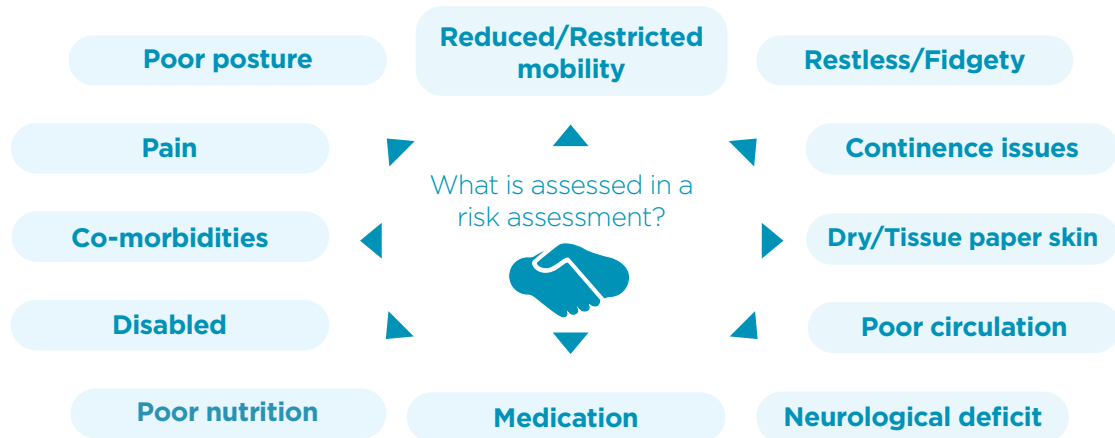 Reduced/Restricted
mobility
Poor posture
Restless/Fidgety
Pain
Continence issues
What is assessed in a
risk assessment?
Co-morbidities
Dry/Tissue paper skin
Disabled
Poor circulation
Poor nutrition
Medication
Neurological deficit